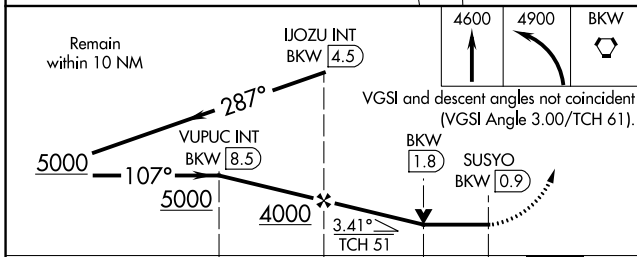 Remain
within 10 NM
IJOZU INT
BKW 4.5
4600
4900
BKW
287°
VGSI and descent angles not coincident
(VGSI Angle 3.00/TCH 61).
VUPUC INT
BKW 8.5
BKW
1.8
SUSYO
BKW 0.9
5000
107°
5000
4000
3.41°
TCH 51